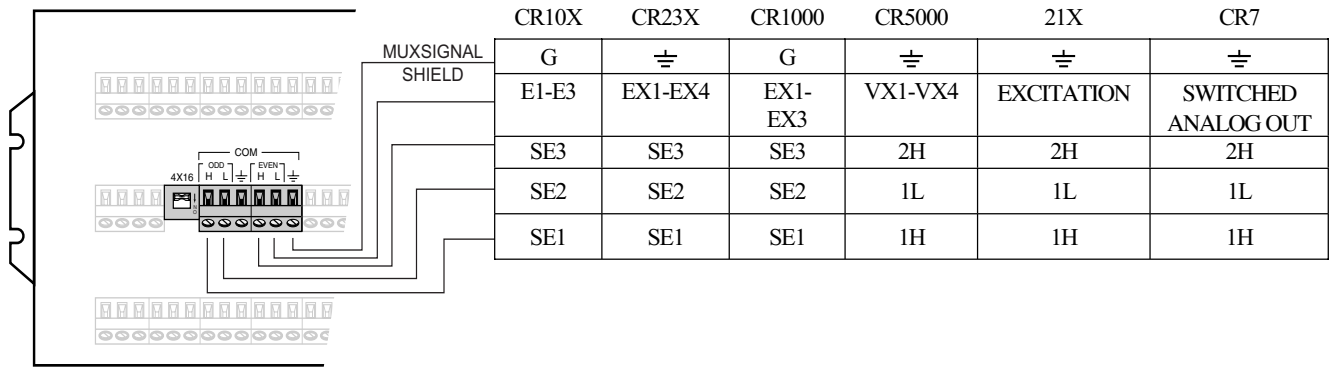 CR10X CR23X CR1000 CR5000 21X CR7
MUXSIGNAL
SHIELD
G ⏚ G ⏚ ⏚ ⏚
E1-E3 EX1-EX4 EX1- VX1-VX4 EXCITATION SWITCHED
EX3 ANALOG OUT
SE3 SE3 SE3 2H 2H 2H
SE2 SE2 SE2 1L 1L 1L
SE1 SE1 SE1 1H 1H 1H
COM
ODD EVEN
4X16 H L ⏚ H L ⏚
ON